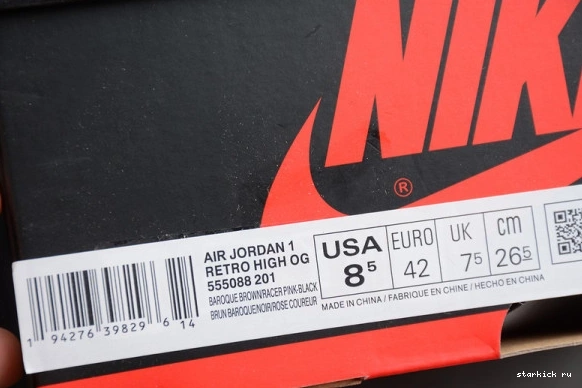 NIK
®
AIR JORDAN 1
RETRO HIGH OG
555088 201
BAROQUE BROWN/RACER PINK-BLACK
BRUN BAROQUE/NOIR/ROSE COUREUR
USA
8⁵
EURO
42
UK
7⁵
cm
26⁵
MADE IN CHINA / FABRIQUE EN CHINE / HECHO EN CHINA
1 94276 39829 6 14
starkick ru